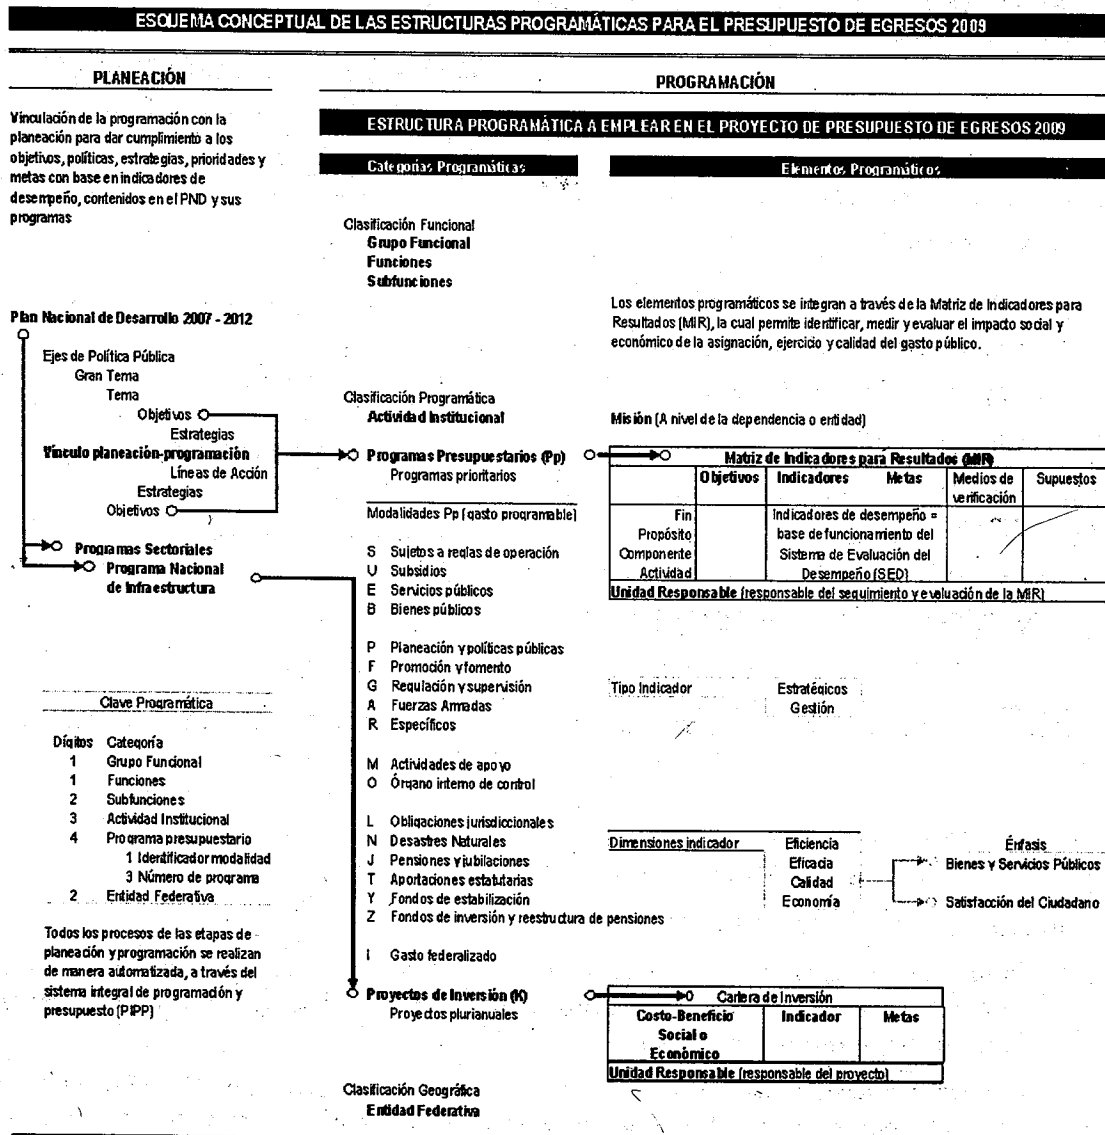 ESQUEMA CONCEPTUAL DE LAS ESTRUCTURAS PROGRAMÁTICAS PARA EL PRESUPUESTO DE EGRESOS 2009
PLANEACIÓN
Vinculación de la programación con la
planeación para dar cumplimiento a los
objetivos, políticas, estrategias, prioridades y
metas con base en indicadores de
desempeño, contenidos en el PND y sus
programas
Plan Nacional de Desarrollo 2007 - 2012
Ejes de Política Pública
Gran Tema
Tema
Objetivos
Estrategias
Vínculo planeación-programación
Líneas de Acción
Estrategias
Objetivos
Programas Sectoriales
Programa Nacional
de Infraestructura
Clave Programática
Dígitos Categoría
1 Grupo Funcional
1 Funciones
2 Subfunciones
3 Actividad Institucional
4 Programa presupuestario
1 Identificador modalidad
3 Número de programa
2 Entidad Federativa
Todos los procesos de las etapas de
planeación y programación se realizan
de manera automatizada, a través del
sistema integral de programación y
presupuesto (PIPP)
PROGRAMACIÓN
ESTRUCTURA PROGRAMÁTICA A EMPLEAR EN EL PROYECTO DE PRESUPUESTO DE EGRESOS 2009
Categorías Programáticas
Clasificación Funcional
Grupo Funcional
Funciones
Subfunciones
Clasificación Programática
Actividad Institucional
Programas Presupuestarios (Pp)
Programas prioritarios
Modalidades Pp (gasto programable)
S Sujetos a reglas de operación
U Subsidios
E Servicios públicos
B Bienes públicos
P Planeación y políticas públicas
F Promoción y fomento
G Regulación y supervisión
A Fuerzas Armadas
R Específicos
M Actividades de apoyo
O Órgano interno de control
L Obligaciones jurisdiccionales
N Desastres Naturales
J Pensiones y jubilaciones
T Aportaciones estatutarias
Y Fondos de estabilización
Z Fondos de inversión y reestructura de pensiones
I Gasto federalizado
Proyectos de Inversión (K)
Proyectos plurianuales
Clasificación Geográfica
Entidad Federativa
Elementos Programáticos
Los elementos programáticos se integran a través de la Matriz de Indicadores para
Resultados (MIR), la cual permite identificar, medir y evaluar el impacto social y
económico de la asignación, ejercicio y calidad del gasto público.
Misión (A nivel de la dependencia o entidad)
Matriz de Indicadores para Resultados (MIR)
Objetivos Indicadores Metas Medios de verificación Supuestos
Fin
Propósito
Componente
Actividad
Indicadores de desempeño =
base de funcionamiento del
Sistema de Evaluación del
Desempeño (SED)
Unidad Responsable (responsable del seguimiento y evaluación de la MIR)
Tipo Indicador Estratégicos
Gestión
Dimensiones indicador Eficiencia
Eficacia
Calidad
Economía
Énfasis
Bienes y Servicios Públicos
Satisfacción del Ciudadano
Cartera de Inversión
Costo-Beneficio Indicador Metas
Social o
Económico
Unidad Responsable (responsable del proyecto)